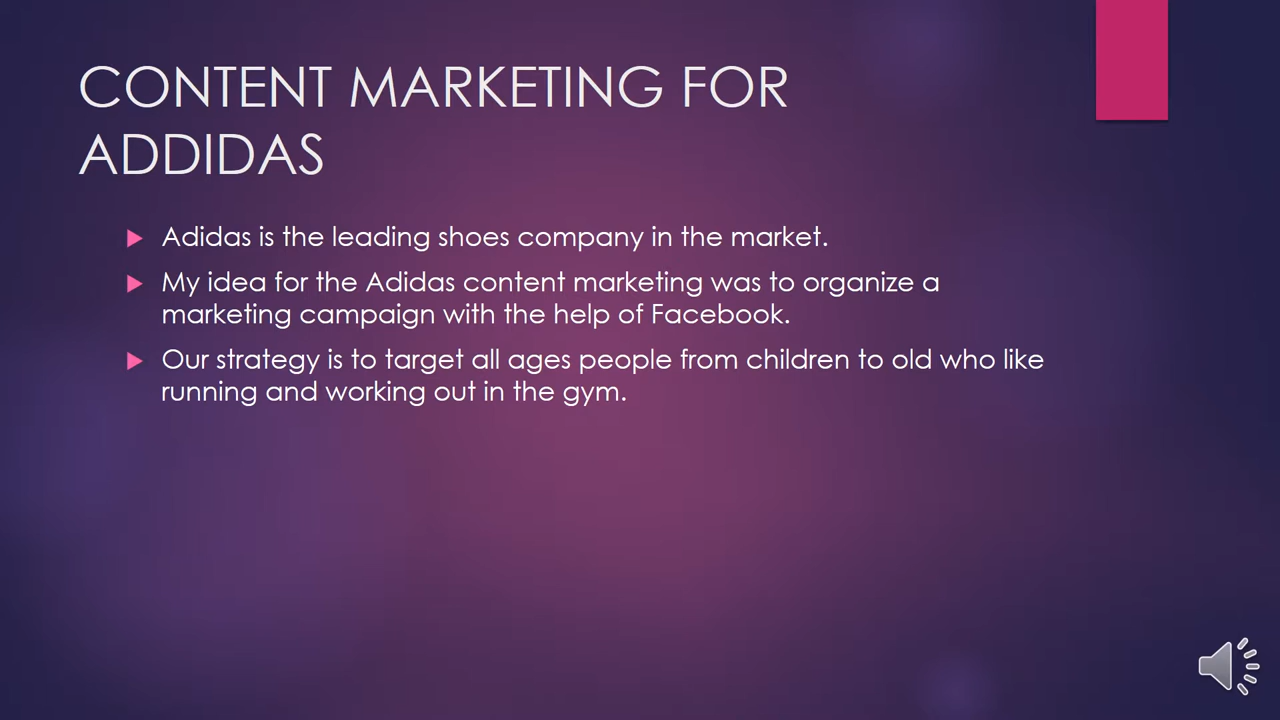 CONTENT MARKETING FOR
ADDIDAS
Adidas is the leading shoes company in the market.
My idea for the Adidas content marketing was to organize a
marketing campaign with the help of Facebook.
Our strategy is to target all ages people from children to old who like
running and working out in the gym.